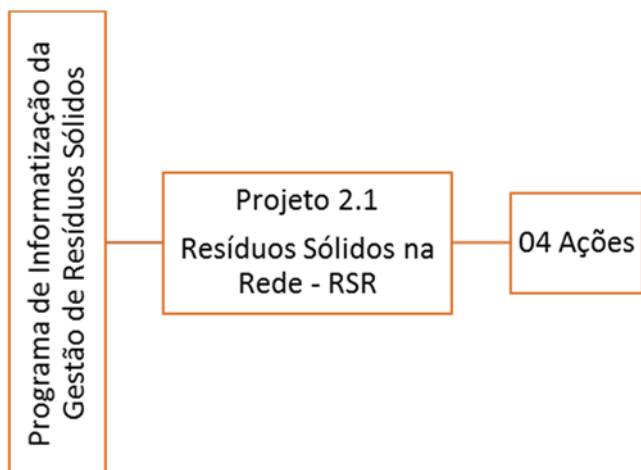 Programa de Informatização da
Gestão de Resíduos Sólidos
Projeto 2.1
Resíduos Sólidos na
Rede - RSR
04 Ações